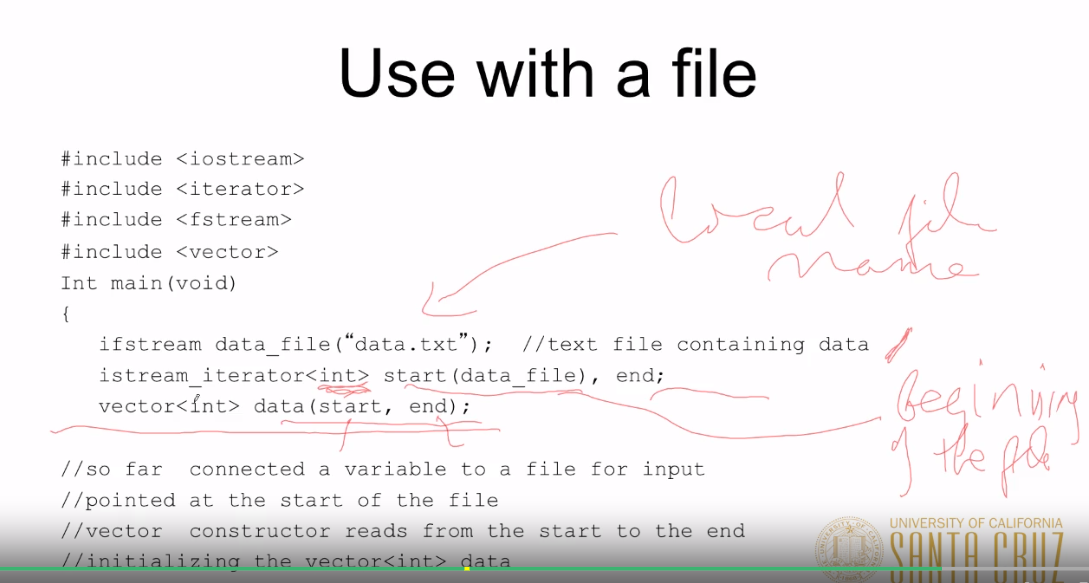 Use with a file
#include <iostream>
#include <iterator>
#include <fstream>
#include <vector>
Int main(void)
{
ifstream data_file(“data.txt”); //text file containing data
istream_iterator<int> start(data_file), end;
vector<int> data(start, end);
//so far connected a variable to a file for input
//pointed at the start of the file
//vector constructor reads from the start to the end
//initializing the vector<int> data
local file
name
Beginning
of the file
UNIVERSITY OF CALIFORNIA
SANTA CRUZ